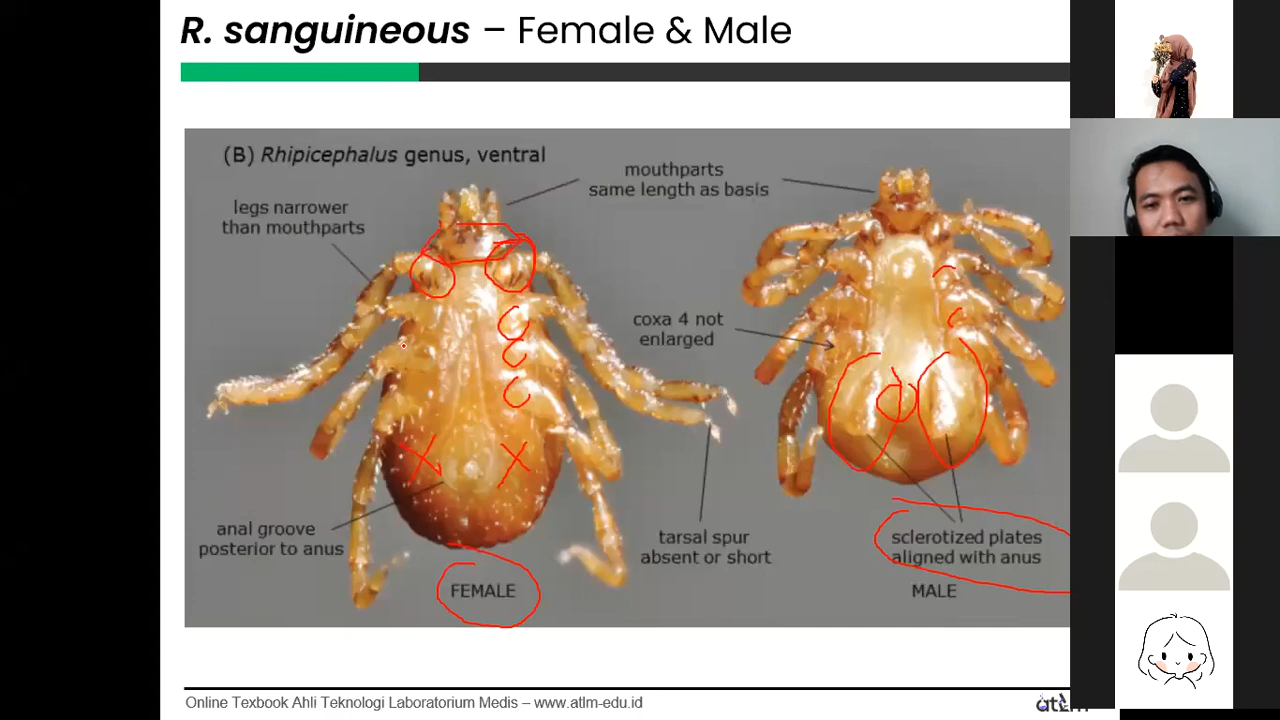 R. sanguineous – Female & Male
(B) Rhipicephalus genus, ventral
mouthparts
same length as basis
legs narrower
than mouthparts
coxa 4 not
enlarged
anal groove
posterior to anus
tarsal spur
absent or short
sclerotized plates
aligned with anus
FEMALE
MALE
Online Texbook Ahli Teknologi Laboratorium Medis – www.atlm-edu.id